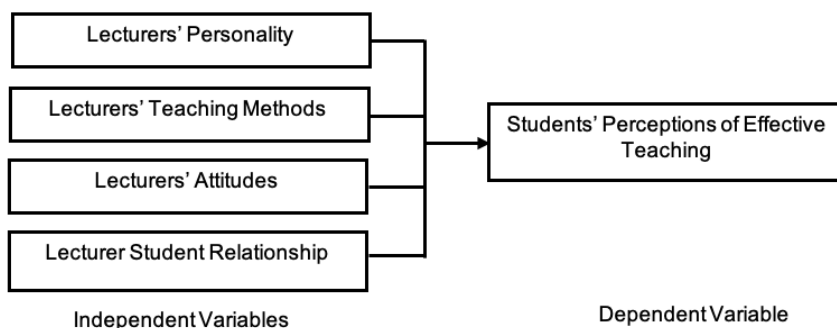 Lecturers’ Personality
Lecturers’ Teaching Methods
Lecturers’ Attitudes
Lecturer Student Relationship
Independent Variables
Students’ Perceptions of Effective
Teaching
Dependent Variable